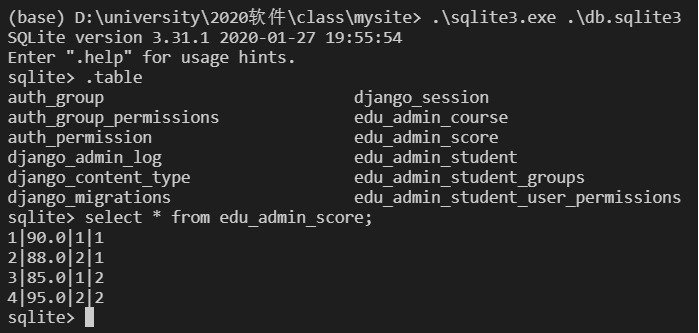 (base) D:\university\2020软件\class\mysite> .\sqlite3.exe .\db.sqlite3
SQLite version 3.31.1 2020-01-27 19:55:54
Enter ".help" for usage hints.
sqlite> .table
auth_group                        django_session
auth_group_permissions            edu_admin_course
auth_permission                   edu_admin_score
django_admin_log                  edu_admin_student
django_content_type               edu_admin_student_groups
django_migrations                 edu_admin_student_user_permissions
sqlite> select * from edu_admin_score;
1|90.0|1|1
2|88.0|2|1
3|85.0|1|2
4|95.0|2|2
sqlite>